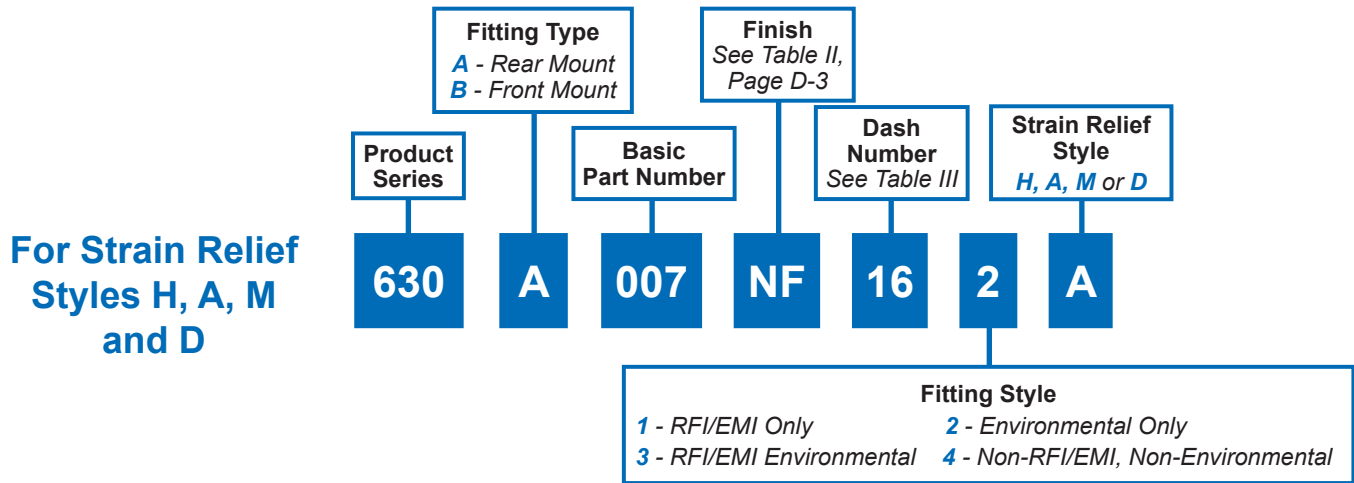 Fitting Type
A - Rear Mount
B - Front Mount
Finish
See Table II,
Page D-3
Product
Series
Basic
Part Number
Dash
Number
See Table III
Strain Relief
Style
H, A, M or D
For Strain Relief
Styles H, A, M
and D
630 A 007 NF 16 2 A
Fitting Style
1 - RFI/EMI Only 2 - Environmental Only
3 - RFI/EMI Environmental 4 - Non-RFI/EMI, Non-Environmental